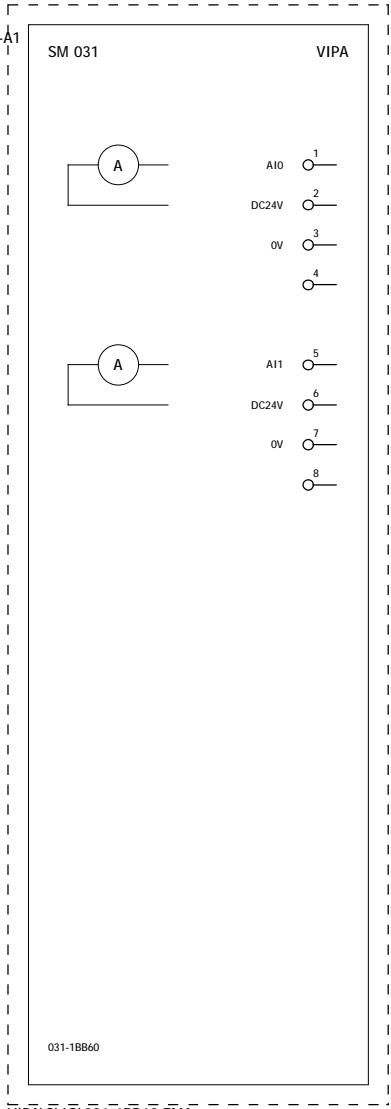 -A1
SM 031 VIPA
A
AI0 1
DC24V 2
0V 3
4
A
AI1 5
DC24V 6
0V 7
8
031-1BB60